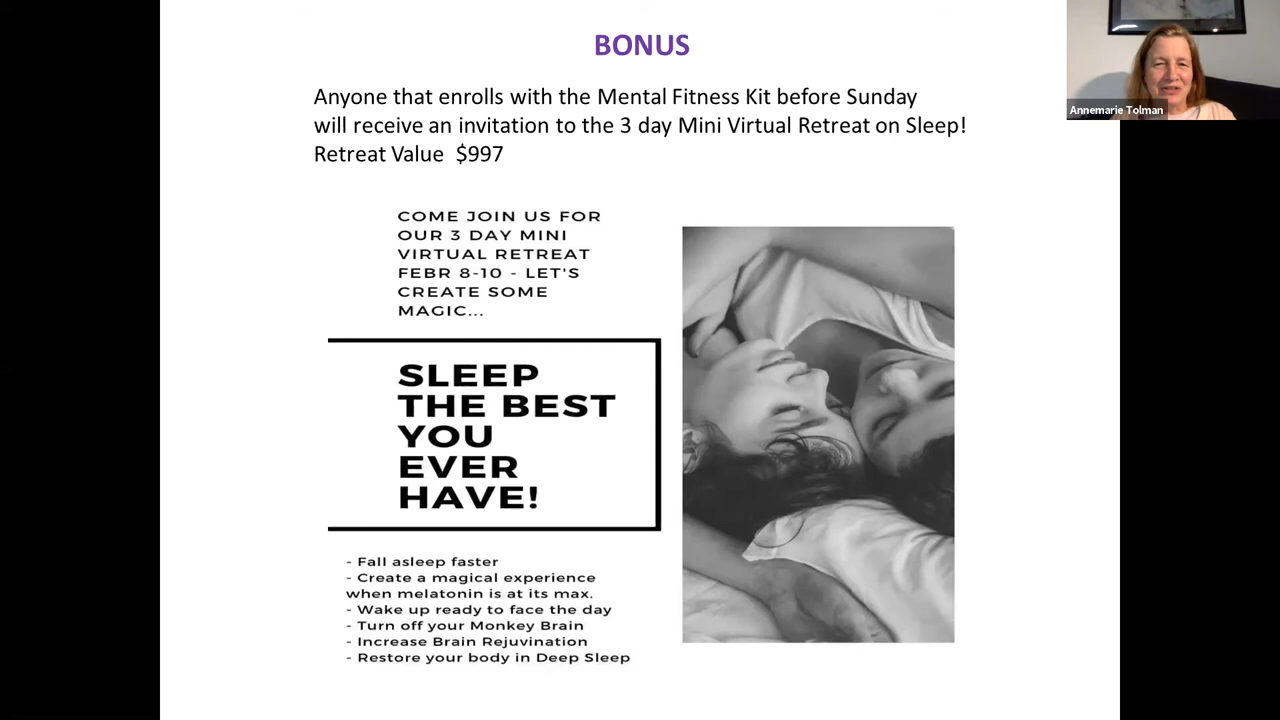 BONUS
Anyone that enrolls with the Mental Fitness Kit before Sunday
will receive an invitation to the 3 day Mini Virtual Retreat on Sleep!
Retreat Value $997
Annemarie Tolman
COME JOIN US FOR
OUR 3 DAY MINI
VIRTUAL RETREAT
FEBR 8-10 - LET'S
CREATE SOME
MAGIC...
SLEEP
THE BEST
YOU
EVER
HAVE!
- Fall asleep faster
- Create a magical experience
when melatonin is at its max.
- Wake up ready to face the day
- Turn off your Monkey Brain
- Increase Brain Rejuvination
- Restore your body in Deep Sleep